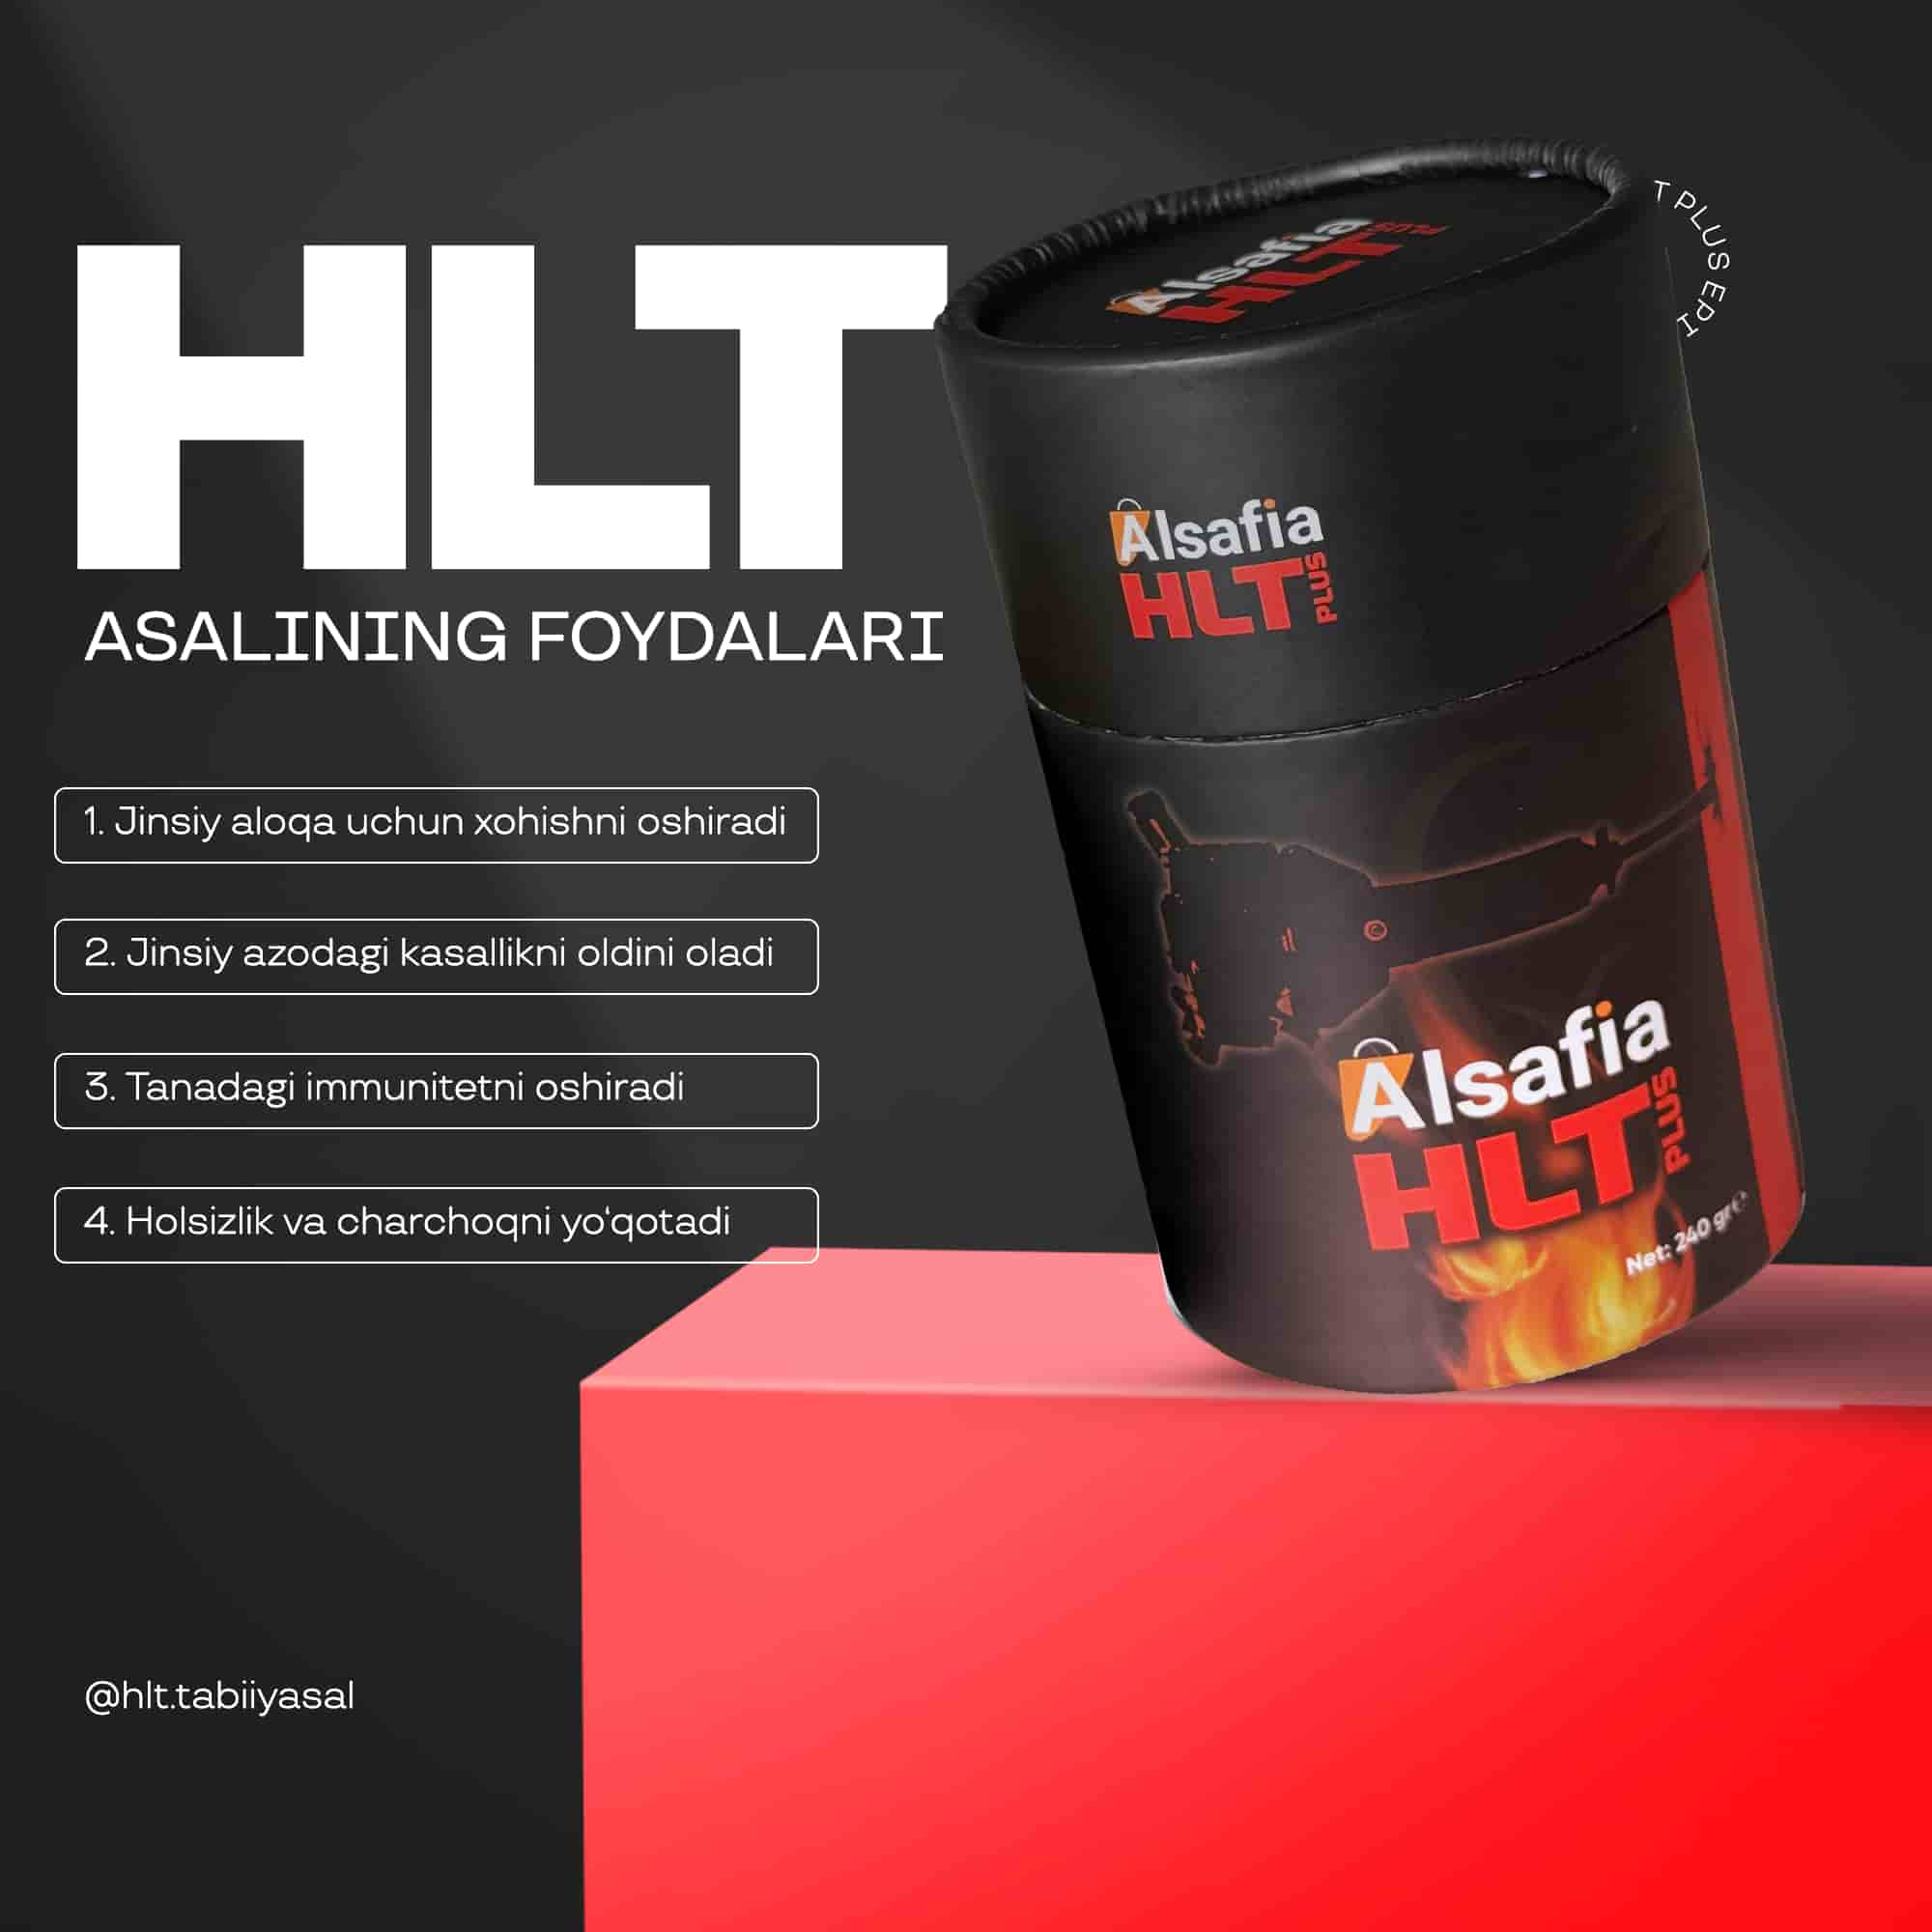 HLT
ASALINING FOYDALARI
1. Jinsiy aloqa uchun xohishni oshiradi
2. Jinsiy azodagi kasallikni oldini oladi
3. Tanadagi immunitetni oshiradi
4. Holsizlik va charchoqni yo‘qotadi
@hlt.tabiiyasal
T PLUS EPI
Alsafia
HLT PLUS
Alsafia
HLT PLUS
Alsafia
HLT PLUS
Net: 240 gr